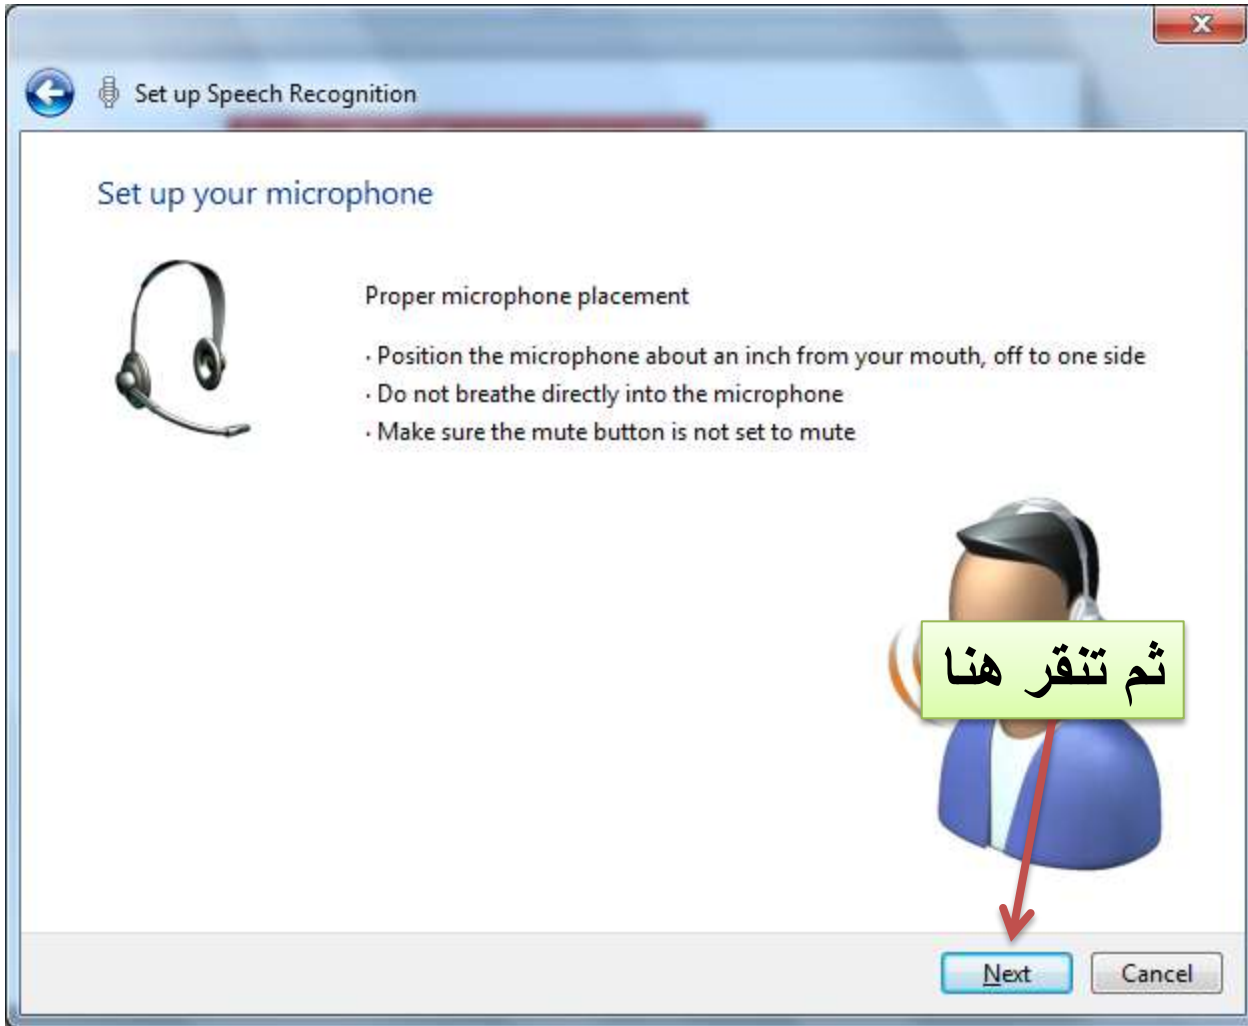 Set up Speech Recognition
Set up your microphone
Proper microphone placement
· Position the microphone about an inch from your mouth, off to one side
· Do not breathe directly into the microphone
· Make sure the mute button is not set to mute
ثم تنقر هنا
Next
Cancel